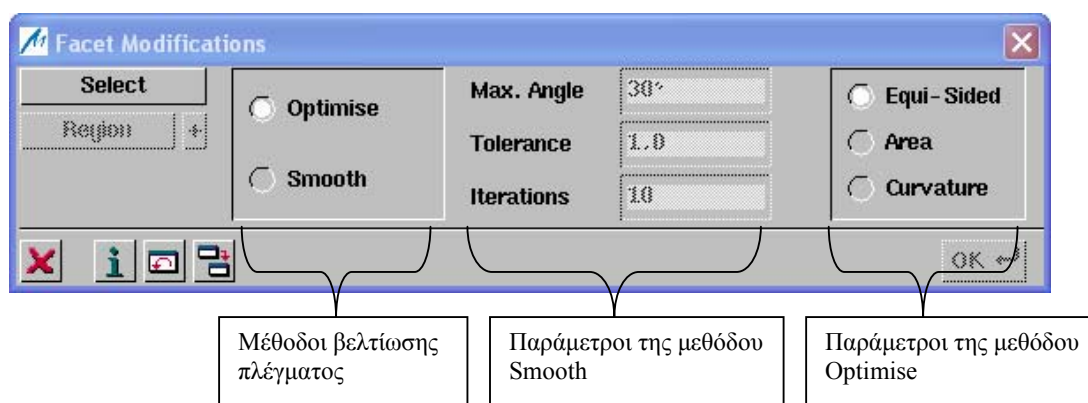 Facet Modifications
Select
Region
Optimise
Smooth
Max. Angle 30°
Tolerance 1.0
Iterations 10
Equi-Sided
Area
Curvature
OK
Μέθοδοι βελτίωσης
πλέγματος
Παράμετροι της μεθόδου
Smooth
Παράμετροι της μεθόδου
Optimise